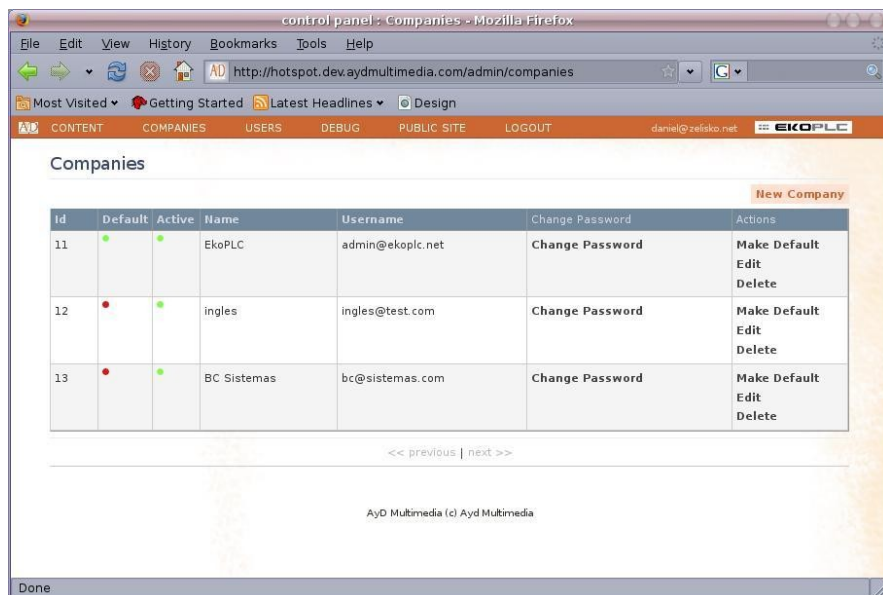 control panel : Companies - Mozilla Firefox
File Edit View History Bookmarks Tools Help
AD http://hotspot.dev.aydmultimedia.com/admin/companies G
Most Visited Getting Started Latest Headlines Design
AD CONTENT COMPANIES USERS DEBUG PUBLIC SITE LOGOUT daniel@zelisko.net EKOPLC
Companies
New Company
Id Default Active Name Username Change Password Actions
11 EkoPLC admin@ekoplc.net Change Password Make Default
Edit
Delete
12 ingles ingles@test.com Change Password Make Default
Edit
Delete
13 BC Sistemas bc@sistemas.com Change Password Make Default
Edit
Delete
<< previous | next >>
AyD Multimedia (c) Ayd Multimedia
Done